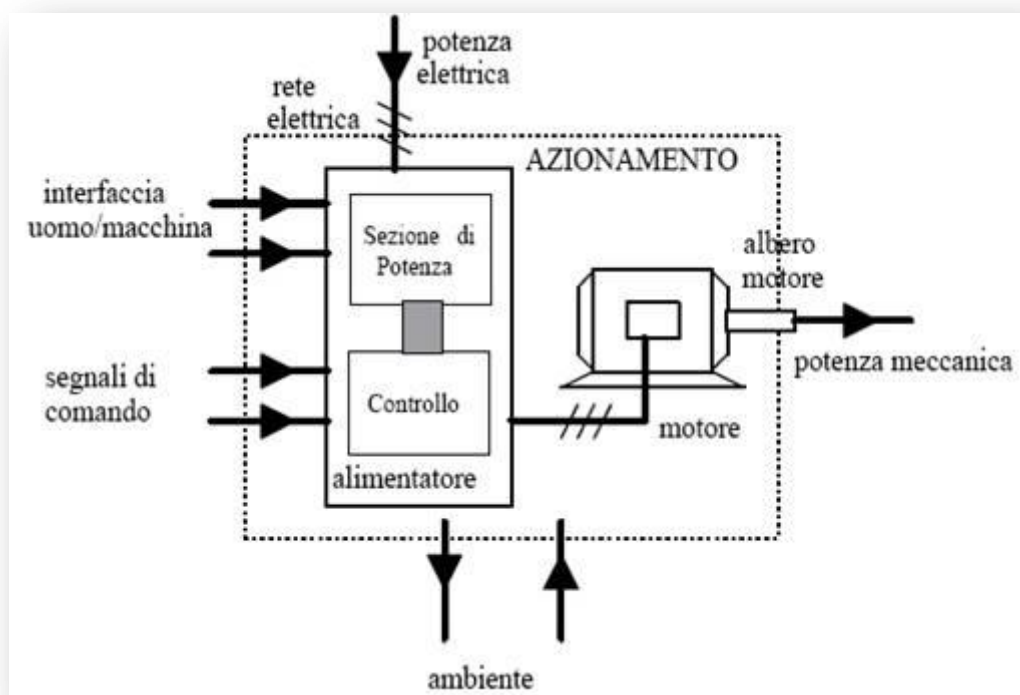 potenza
elettrica
rete
elettrica
AZIONAMENTO
interfaccia
uomo/macchina
Sezione di
Potenza
albero
motore
potenza meccanica
segnali di
comando
Controllo
motore
alimentatore
ambiente